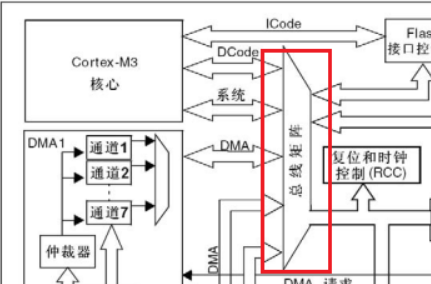 ICode
Flas
接口控
DCode
Cortex-M3
核心
系统
DMA1
通道1
通道2
通道7
DMA
总线矩阵
复位和时钟
控制(RCC)
仲裁器
DMA
DMA 请求